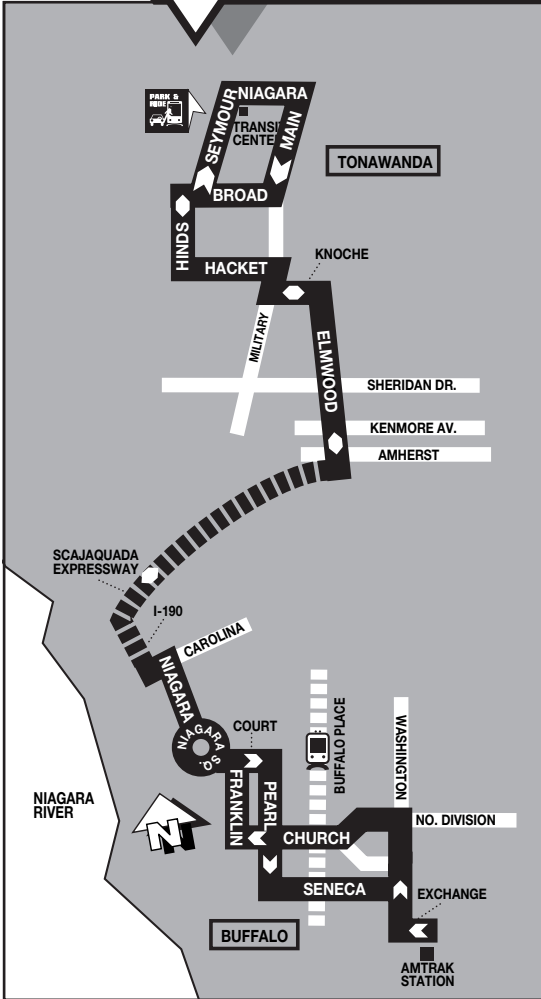 PARK &
RIDE
NIAGARA
SEYMOUR
TRANSIT
CENTER
MAIN
TONAWANDA
BROAD
HINDS
HACKET
KNOCHE
MILITARY
ELMWOOD
SHERIDAN DR.
KENMORE AV.
AMHERST
SCAJAQUADA
EXPRESSWAY
I-190
CAROLINA
NIAGARA
NIAGARA
SQ.
COURT
BUFFALO PLACE
WASHINGTON
NIAGARA
RIVER
N
FRANKLIN
PEARL
CHURCH
NO. DIVISION
SENECA
EXCHANGE
BUFFALO
AMTRAK
STATION